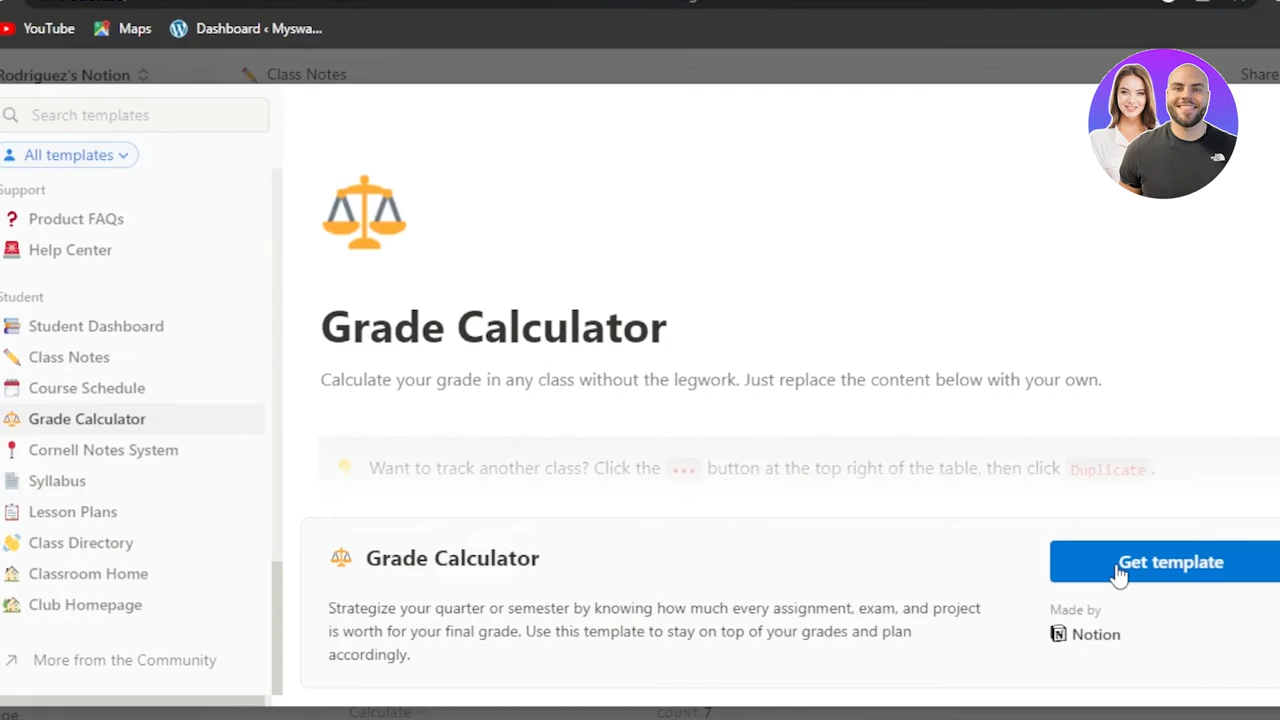 YouTube
Maps
Dashboard ‹ Myswa...
Rodriguez's Notion
Class Notes
Share
Search templates
All templates
Support
Product FAQs
Help Center
Student
Student Dashboard
Class Notes
Course Schedule
Grade Calculator
Cornell Notes System
Syllabus
Lesson Plans
Class Directory
Classroom Home
Club Homepage
More from the Community
Grade Calculator
Calculate your grade in any class without the legwork. Just replace the content below with your own.
Want to track another class? Click the ••• button at the top right of the table, then click Duplicate.
Grade Calculator
Strategize your quarter or semester by knowing how much every assignment, exam, and project
is worth for your final grade. Use this template to stay on top of your grades and plan
accordingly.
Get template
Made by
Notion
Calculate
COUNT 7